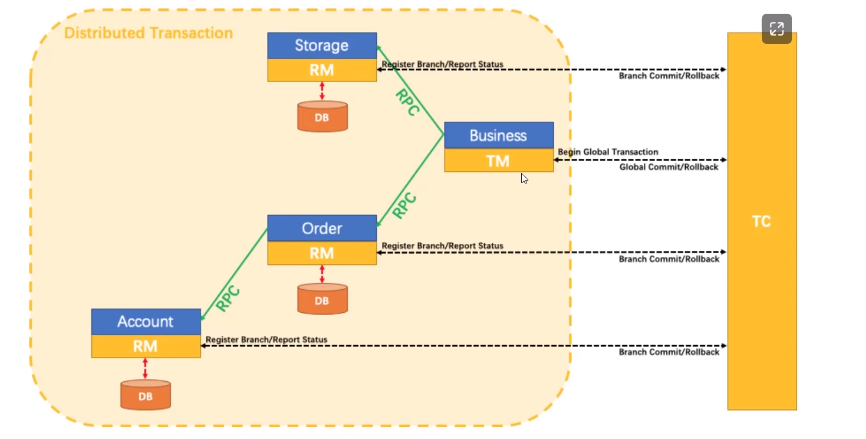 Distributed Transaction
Storage
RM
DB
RPC
Register Branch/Report Status
Branch Commit/Rollback
Business
TM
Begin Global Transaction
Global Commit/Rollback
TC
RPC
Order
RM
DB
Register Branch/Report Status
Branch Commit/Rollback
RPC
Account
RM
DB
Register Branch/Report Status
Branch Commit/Rollback